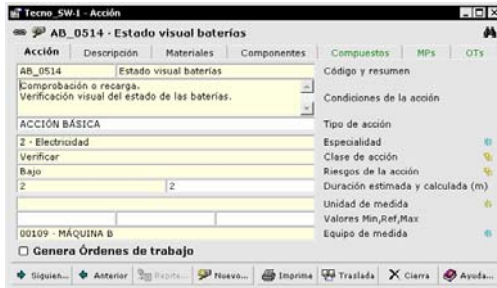 Tecno_SW-1 - Acción
AB_0514 - Estado visual baterías
Acción Descripción Materiales Componentes Compuestos MPs OTs
AB_0514 Estado visual baterías Código y resumen
Comprobación o recarga.
Verificación visual del estado de las baterías.
Condiciones de la acción
ACCIÓN BÁSICA Tipo de acción
2 - Electricidad Especialidad
Verificar Clase de acción
Bajo Riesgos de la acción
2 2 Duración estimada y calculada (m)
Unidad de medida
Valores Min,Ref,Max
00109 - MÁQUINA B Equipo de medida
Genera Órdenes de trabajo
Siguien... Anterior Repite... Nuevo... Imprime Traslada Cierra Ayuda...